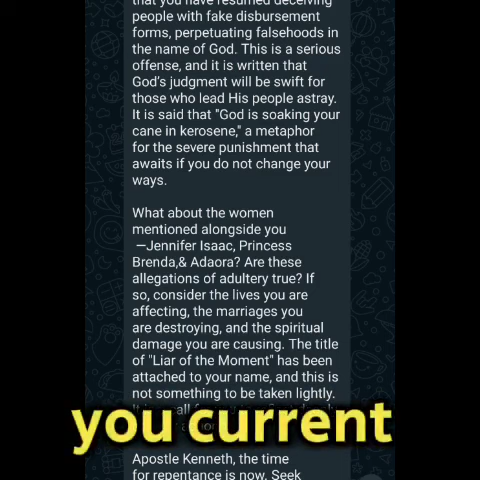 that you have resumed deceiving
people with fake disbursement
forms, perpetuating falsehoods in
the name of God. This is a serious
offense, and it is written that
God's judgment will be swift for
those who lead His people astray.
It is said that "God is soaking your
cane in kerosene," a metaphor
for the severe punishment that
awaits if you do not change your
ways.
What about the women
mentioned alongside you
—Jennifer Isaac, Princess
Brenda,& Adaora? Are these
allegations of adultery true? If
so, consider the lives you are
affecting, the marriages you
are destroying, and the spiritual
damage you are causing. The title
of "Liar of the Moment" has been
attached to your name, and this is
not something to be taken lightly.
you current
Apostle Kenneth, the time
for repentance is now. Seek